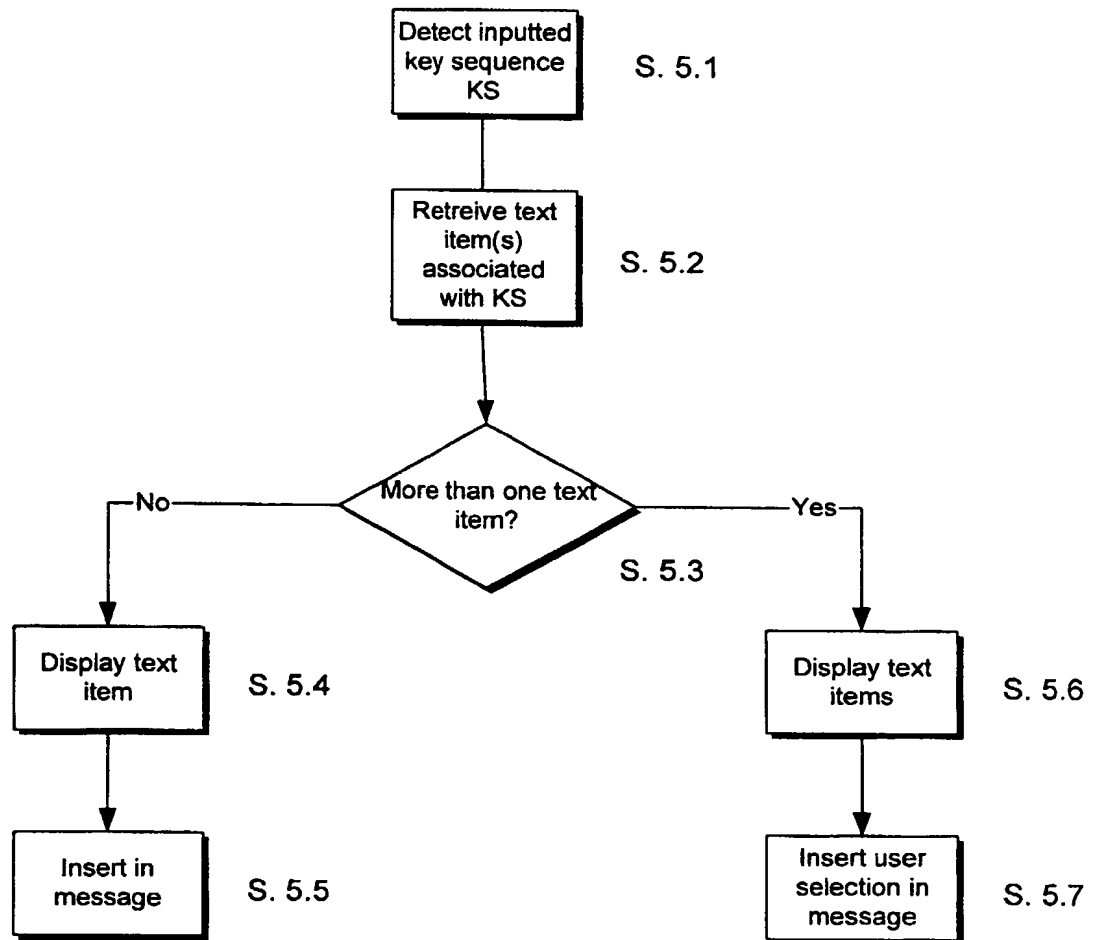 Detect inputted
key sequence
KS
S. 5.1
Retreive text
item(s)
associated
with KS
S. 5.2
More than one text
item?
No
Yes
S. 5.3
Display text
item
S. 5.4
Display text
items
S. 5.6
Insert in
message
S. 5.5
Insert user
selection in
message
S. 5.7